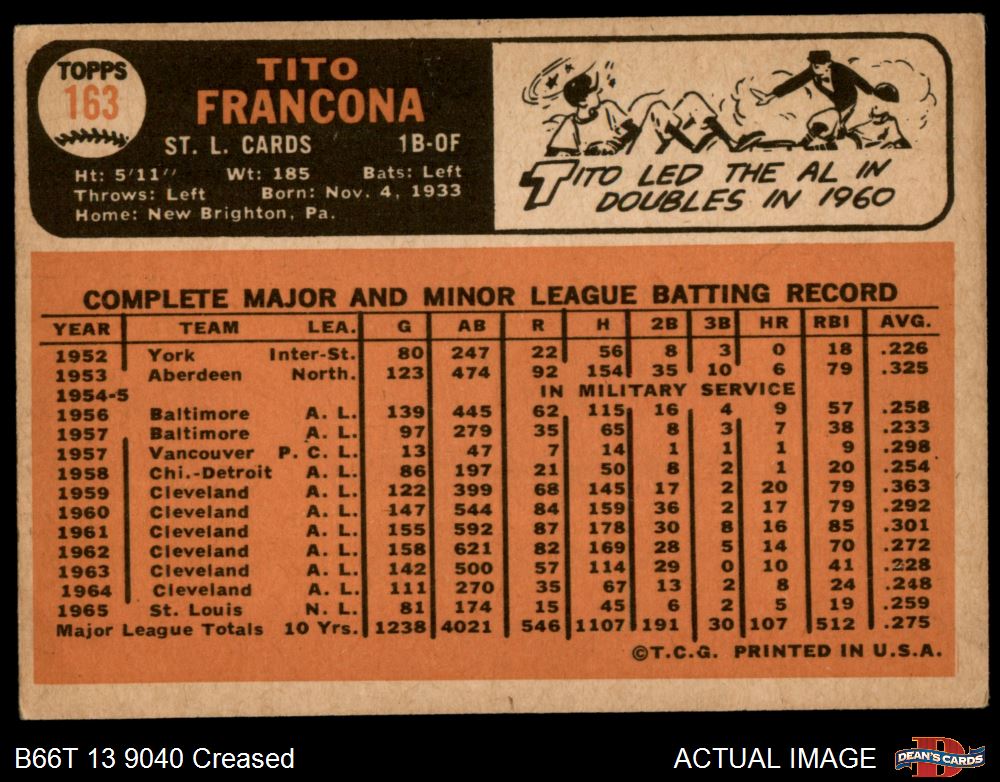 TOPPS
163
TITO
FRANCONA
ST. L. CARDS 1B-OF
Ht: 5'11" Wt: 185 Bats: Left
Throws: Left Born: Nov. 4, 1933
Home: New Brighton, Pa.
TITO LED THE AL IN
DOUBLES IN 1960
COMPLETE MAJOR AND MINOR LEAGUE BATTING RECORD
YEAR TEAM LEA. G AB R H 2B 3B HR RBI AVG.
1952 York Inter-St. 80 247 22 56 8 3 0 18 .226
1953 Aberdeen North. 123 474 92 154 35 10 6 79 .325
1954-5 IN MILITARY SERVICE
1956 Baltimore A. L. 139 445 62 115 16 4 9 57 .258
1957 Baltimore A. L. 97 279 35 65 8 3 7 38 .233
1957 Vancouver P. C. L. 13 47 7 14 1 1 1 9 .298
1958 Chi.-Detroit A. L. 86 197 21 50 8 2 1 20 .254
1959 Cleveland A. L. 122 399 68 145 17 2 20 79 .363
1960 Cleveland A. L. 147 544 84 159 36 2 17 79 .292
1961 Cleveland A. L. 155 592 87 178 30 8 16 85 .301
1962 Cleveland A. L. 158 621 82 169 28 5 14 70 .272
1963 Cleveland A. L. 142 500 57 114 29 0 10 41 .228
1964 Cleveland A. L. 111 270 35 67 13 2 8 24 .248
1965 St. Louis N. L. 81 174 15 45 6 2 5 19 .259
Major League Totals 10 Yrs. 1238 4021 546 1107 191 30 107 512 .275
©T.C.G. PRINTED IN U.S.A.
B66T 13 9040 Creased
ACTUAL IMAGE
DEAN'S CARDS